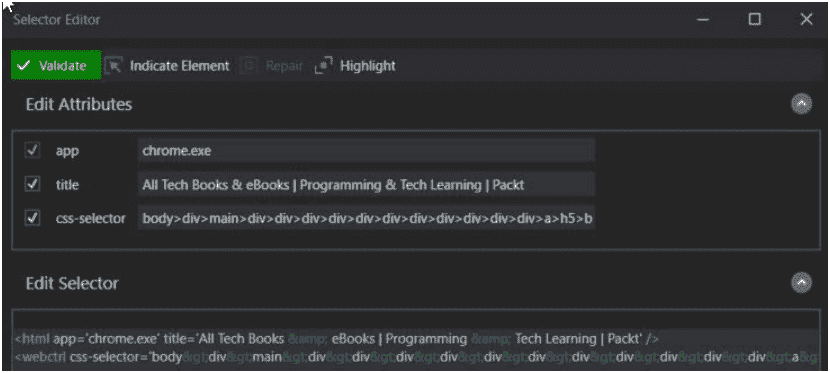 Selector Editor
Validate Indicate Element Repair Highlight
Edit Attributes
app chrome.exe
title All Tech Books & eBooks | Programming & Tech Learning | Packt
css-selector body>div>main>div>div>div>div>div>div>div>div>div>div>div>a>h5>b
Edit Selector
<html app='chrome.exe' title='All Tech Books &amp; eBooks | Programming &amp; Tech Learning | Packt' />
<webctrl css-selector='body&gt;div&gt;main&gt;div&gt;div&gt;div&gt;div&gt;div&gt;div&gt;div&gt;div&gt;div&gt;div&gt;div&gt;a&gt